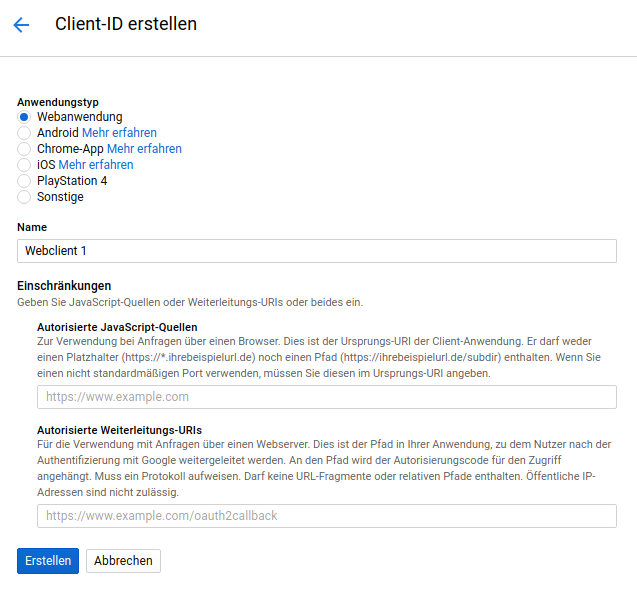 Client-ID erstellen
Anwendungstyp
Webanwendung
Android Mehr erfahren
Chrome-App Mehr erfahren
iOS Mehr erfahren
PlayStation 4
Sonstige
Name
Webclient 1
Einschränkungen
Geben Sie JavaScript-Quellen oder Weiterleitungs-URIs oder beides ein.
Autorisierte JavaScript-Quellen
Zur Verwendung bei Anfragen über einen Browser. Dies ist der Ursprungs-URI der Client-Anwendung. Er darf weder
einen Platzhalter (https://*.ihrebeispielurl.de) noch einen Pfad (https://ihrebeispielurl.de/subdir) enthalten. Wenn Sie
einen nicht standardmäßigen Port verwenden, müssen Sie diesen im Ursprungs-URI angeben.
https://www.example.com
Autorisierte Weiterleitungs-URIs
Für die Verwendung mit Anfragen über einen Webserver. Dies ist der Pfad in Ihrer Anwendung, zu dem Nutzer nach der
Authentifizierung mit Google weitergeleitet werden. An den Pfad wird der Autorisierungscode für den Zugriff
angehängt. Muss ein Protokoll aufweisen. Darf keine URL-Fragmente oder relativen Pfade enthalten. Öffentliche IP-
Adressen sind nicht zulässig.
https://www.example.com/oauth2callback
Erstellen Abbrechen